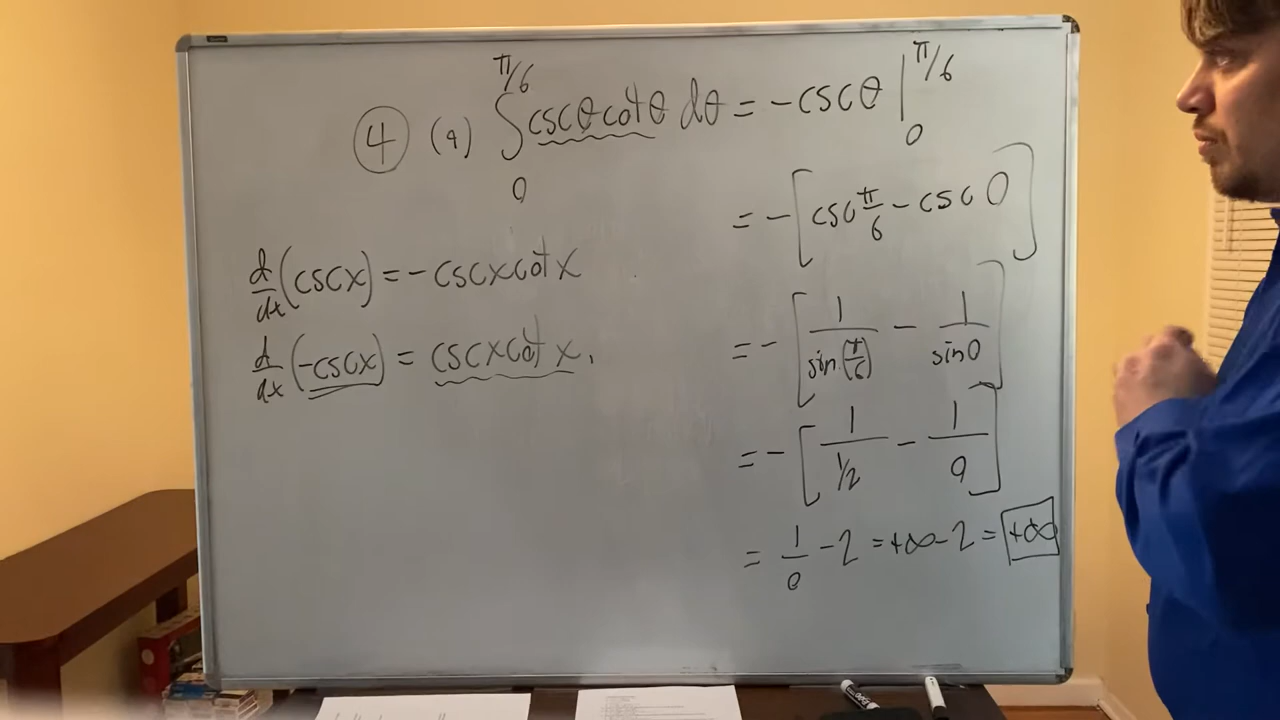 ④ (a) ∫₀^{π/6} cscθcotθ dθ = -cscθ |₀^{π/6}
= -[csc π/6 - csc 0]
d/dx (cscx) = -cscxcotx
= -[1/sin(π/6) - 1/sin0]
d/dx (-cscx) = cscxcotx.
= -[1/(1/2) - 1/0]
= 1/0 - 2 = +∞ - 2 = +∞